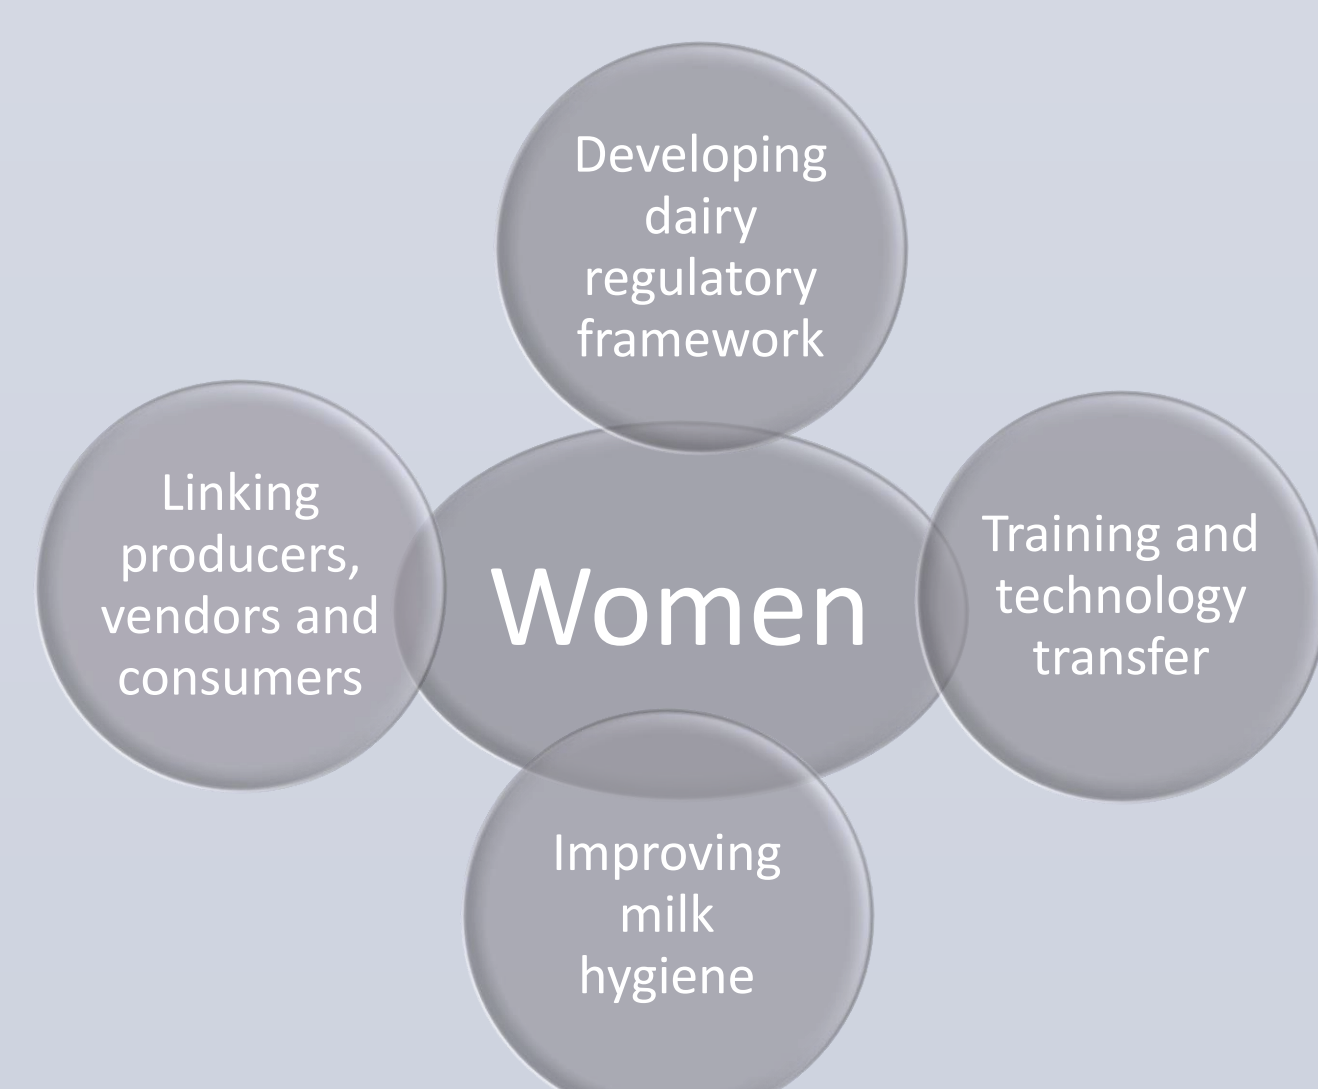 Developing
dairy
regulatory
framework
Linking
producers,
vendors and
consumers
Women
Training and
technology
transfer
Improving
milk
hygiene